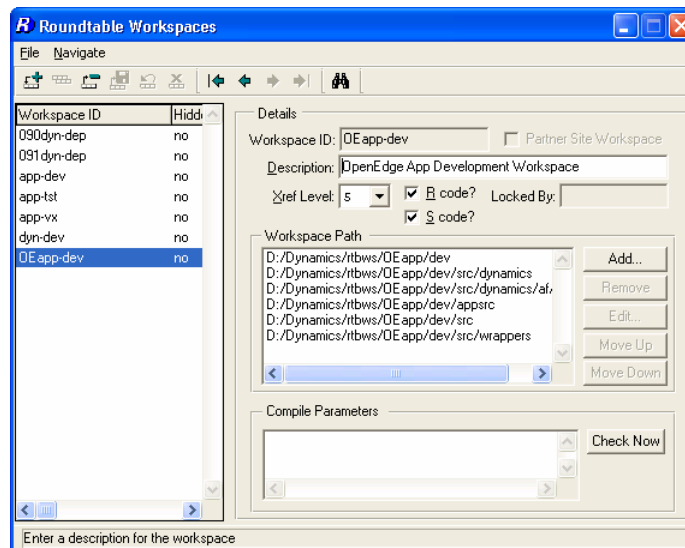 R Roundtable Workspaces
File Navigate
Workspace ID Hidd
090dyn-dep no
091dyn-dep no
app-dev no
app-tst no
app-vx no
dyn-dev no
OEapp-dev no
Details
Workspace ID: OEapp-dev Partner Site Workspace
Description: OpenEdge App Development Workspace
Xref Level: 5 R code? Locked By:
S code?
Workspace Path
D:/Dynamics/rtbws/OEapp/dev
D:/Dynamics/rtbws/OEapp/dev/src/dynamics
D:/Dynamics/rtbws/OEapp/dev/src/dynamics/af/
D:/Dynamics/rtbws/OEapp/dev/appsrc
D:/Dynamics/rtbws/OEapp/dev/src
D:/Dynamics/rtbws/OEapp/dev/src/wrappers
Add...
Remove
Edit...
Move Up
Move Down
Compile Parameters
Check Now
Enter a description for the workspace